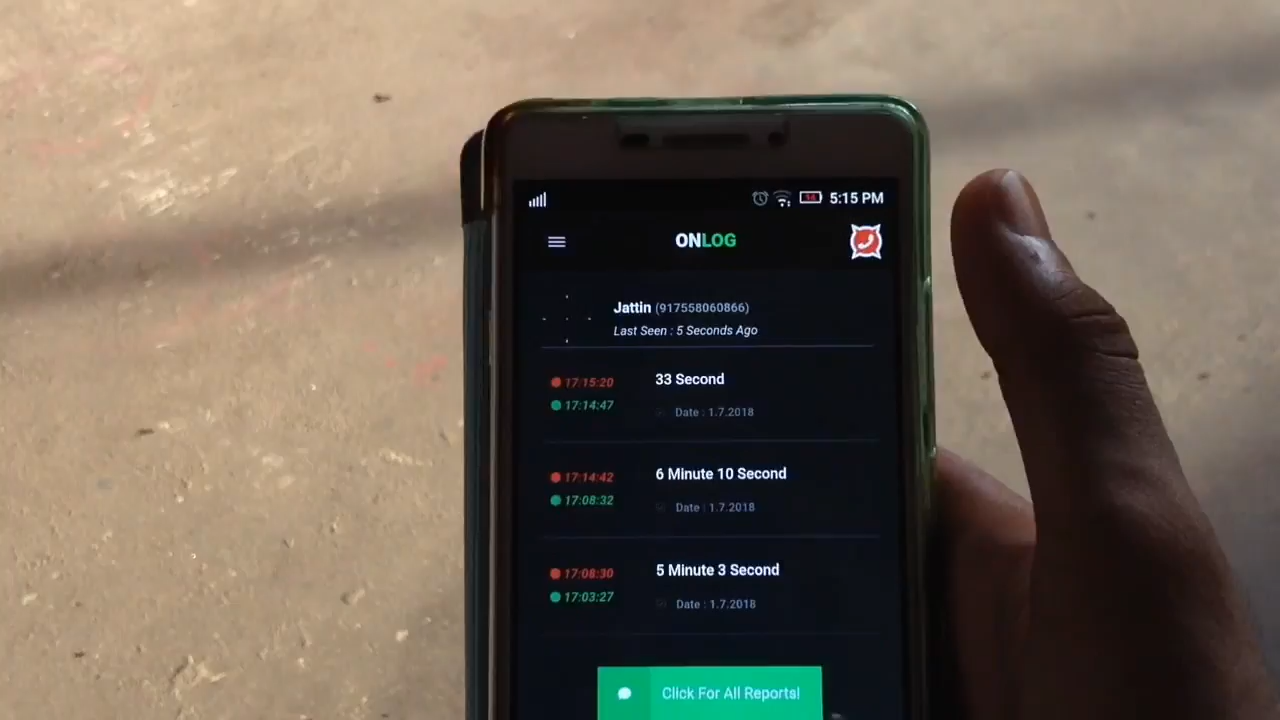 5:15 PM
ONLOG
Jattin (917558060866)
Last Seen : 5 Seconds Ago
17:15:20 33 Second
17:14:47 Date : 1.7.2018
17:14:42 6 Minute 10 Second
17:08:32 Date : 1.7.2018
17:08:30 5 Minute 3 Second
17:03:27 Date : 1.7.2018
Click For All Reports!